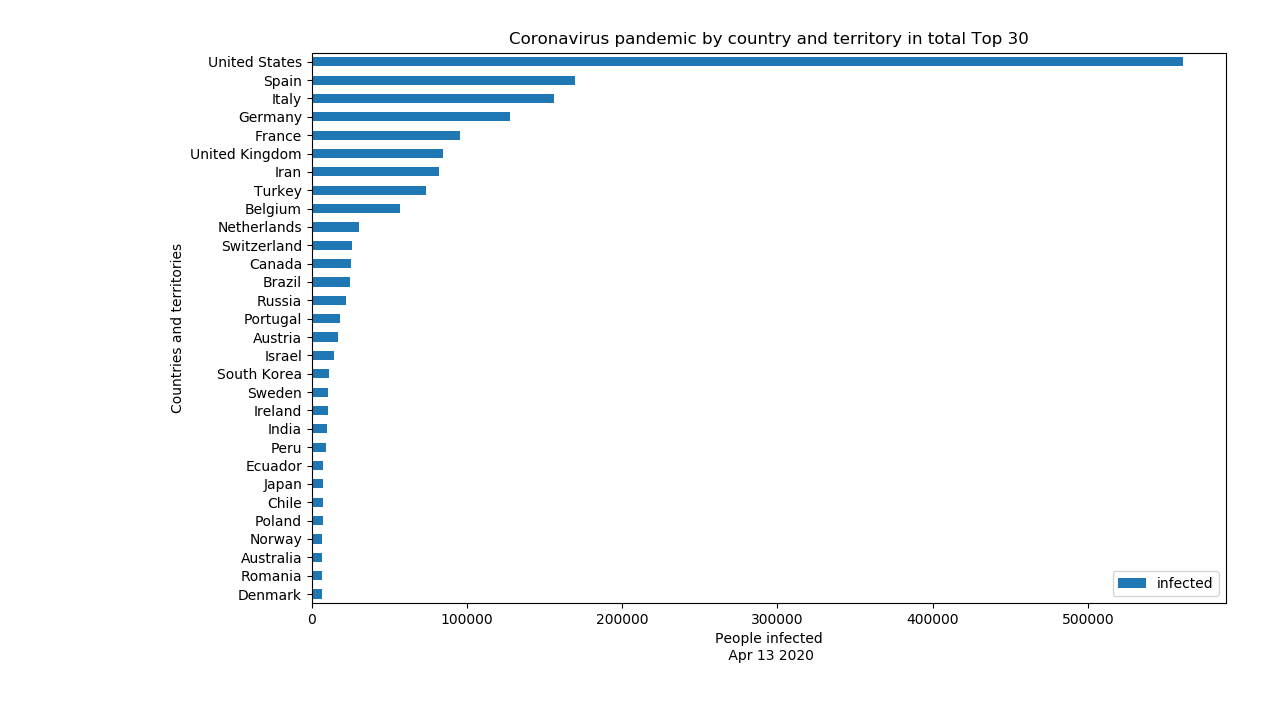 Coronavirus pandemic by country and territory in total Top 30
Countries and territories
United States
Spain
Italy
Germany
France
United Kingdom
Iran
Turkey
Belgium
Netherlands
Switzerland
Canada
Brazil
Russia
Portugal
Austria
Israel
South Korea
Sweden
Ireland
India
Peru
Ecuador
Japan
Chile
Poland
Norway
Australia
Romania
Denmark
infected
0 100000 200000 300000 400000 500000
People infected
Apr 13 2020